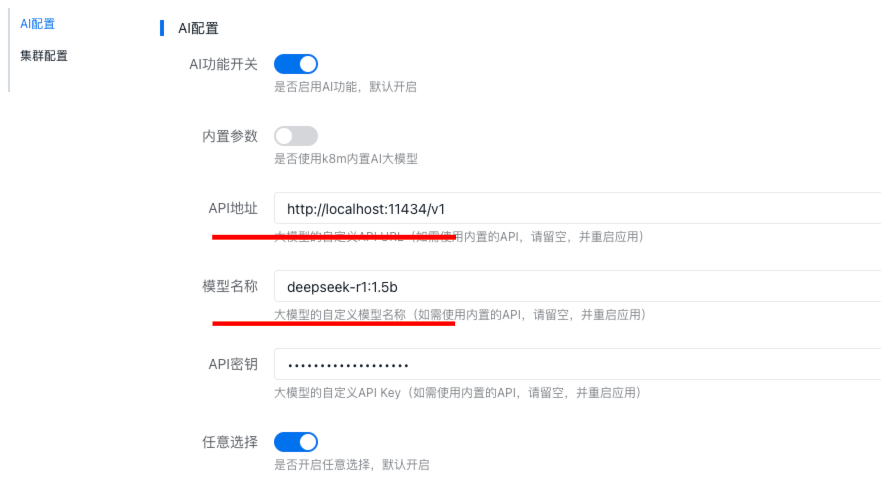 AI配置
集群配置
AI配置
AI功能开关
是否启用AI功能，默认开启
内置参数
是否使用k8m内置AI大模型
API地址
http://localhost:11434/v1
大模型的自定义API URL（如需使用内置的API，请留空，并重启应用）
模型名称
deepseek-r1:1.5b
大模型的自定义模型名称（如需使用内置的API，请留空，并重启应用）
API密钥
•••••••••••••••••••
大模型的自定义API Key（如需使用内置的API，请留空，并重启应用）
任意选择
是否开启任意选择，默认开启